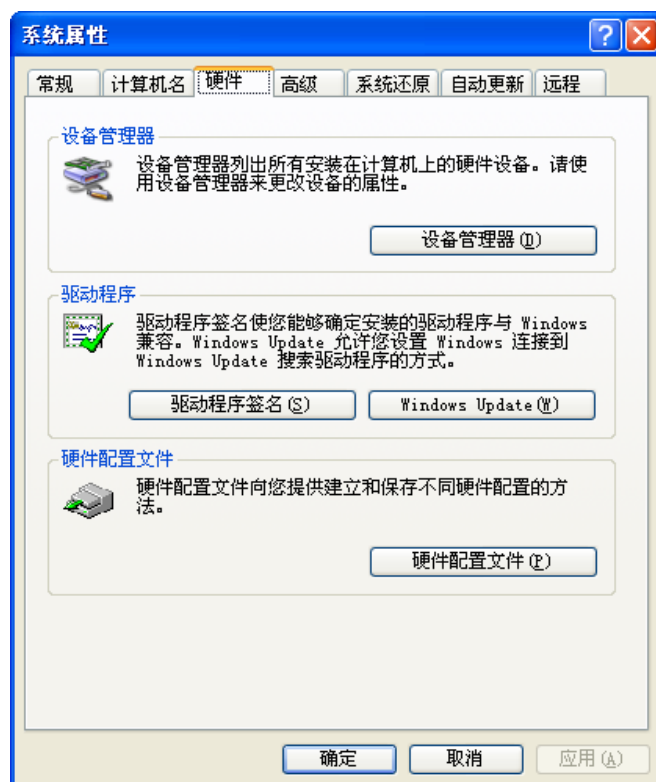 系统属性
常规 计算机名 硬件 高级 系统还原 自动更新 远程
设备管理器
设备管理器列出所有安装在计算机上的硬件设备。请使
用设备管理器来更改设备的属性。
设备管理器(D)
驱动程序
驱动程序签名使您能够确定安装的驱动程序与 Windows
兼容。Windows Update 允许您设置 Windows 连接到
Windows Update 搜索驱动程序的方式。
驱动程序签名(S) Windows Update(W)
硬件配置文件
硬件配置文件向您提供建立和保存不同硬件配置的方
法。
硬件配置文件(P)
确定 取消 应用(A)